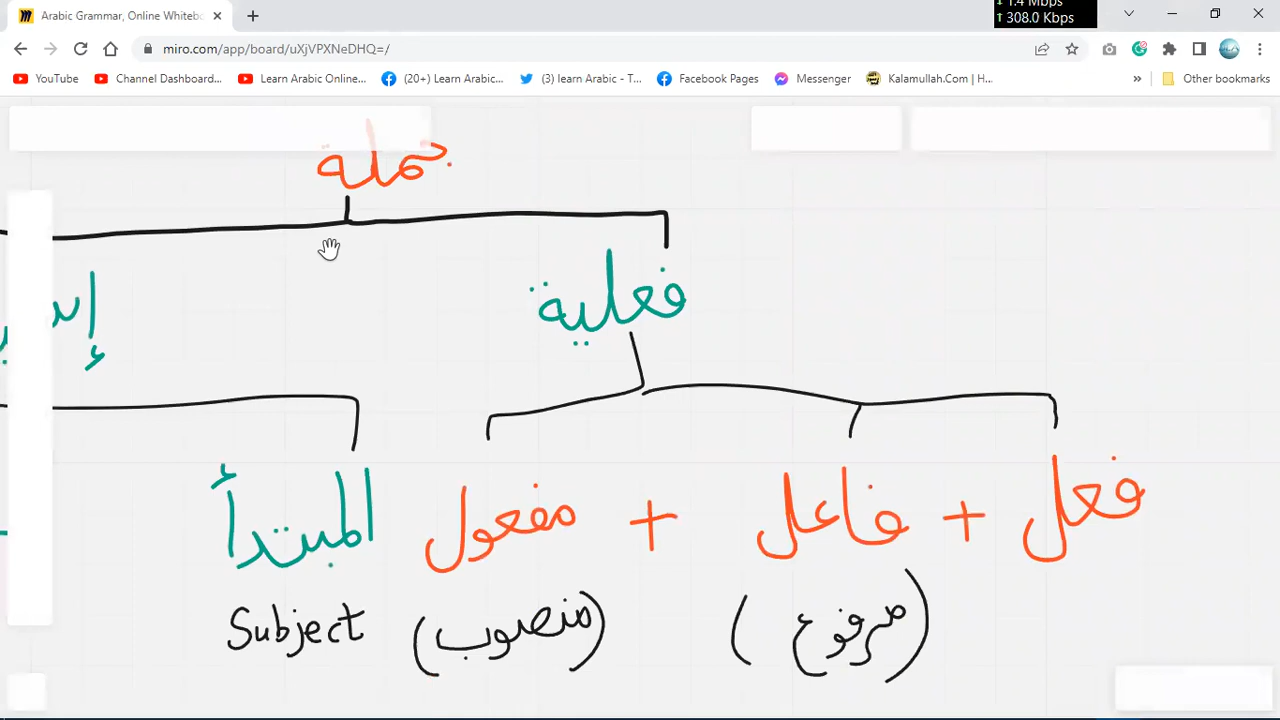 Arabic Grammar, Online Whitebo
1.4 Mbps
308.0 Kbps
miro.com/app/board/uXjVPXNeDHQ=/
YouTube
Channel Dashboard...
Learn Arabic Online...
(20+) Learn Arabic...
(3) learn Arabic - T...
Facebook Pages
Messenger
Kalamullah.Com | H...
»
Other bookmarks
جملة
فعلية
فعل + فاعل + مفعول
المبتدأ
(مرفوع)
(منصوب)
Subject